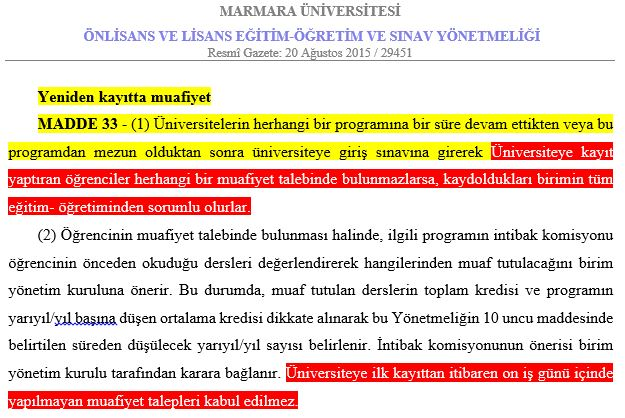 MARMARA ÜNİVERSİTESİ
ÖNLİSANS VE LİSANS EĞİTİM-ÖĞRETİM VE SINAV YÖNETMELİĞİ
Resmî Gazete: 20 Ağustos 2015 / 29451
Yeniden kayıtta muafiyet
MADDE 33 - (1) Üniversitelerin herhangi bir programına bir süre devam ettikten veya bu
programdan mezun olduktan sonra üniversiteye giriş sınavına girerek Üniversiteye kayıt
yaptıran öğrenciler herhangi bir muafiyet talebinde bulunmazlarsa, kaydoldukları birimin tüm
eğitim- öğretiminden sorumlu olurlar.
(2) Öğrencinin muafiyet talebinde bulunması halinde, ilgili programın intibak komisyonu
öğrencinin önceden okuduğu dersleri değerlendirerek hangilerinden muaf tutulacağını birim
yönetim kuruluna önerir. Bu durumda, muaf tutulan derslerin toplam kredisi ve programın
yarıyıl/yıl başına düşen ortalama kredisi dikkate alınarak bu Yönetmeliğin 10 uncu maddesinde
belirtilen süreden düşülecek yarıyıl/yıl sayısı belirlenir. İntibak komisyonunun önerisi birim
yönetim kurulu tarafından karara bağlanır. Üniversiteye ilk kayıttan itibaren on iş günü içinde
yapılmayan muafiyet talepleri kabul edilmez.